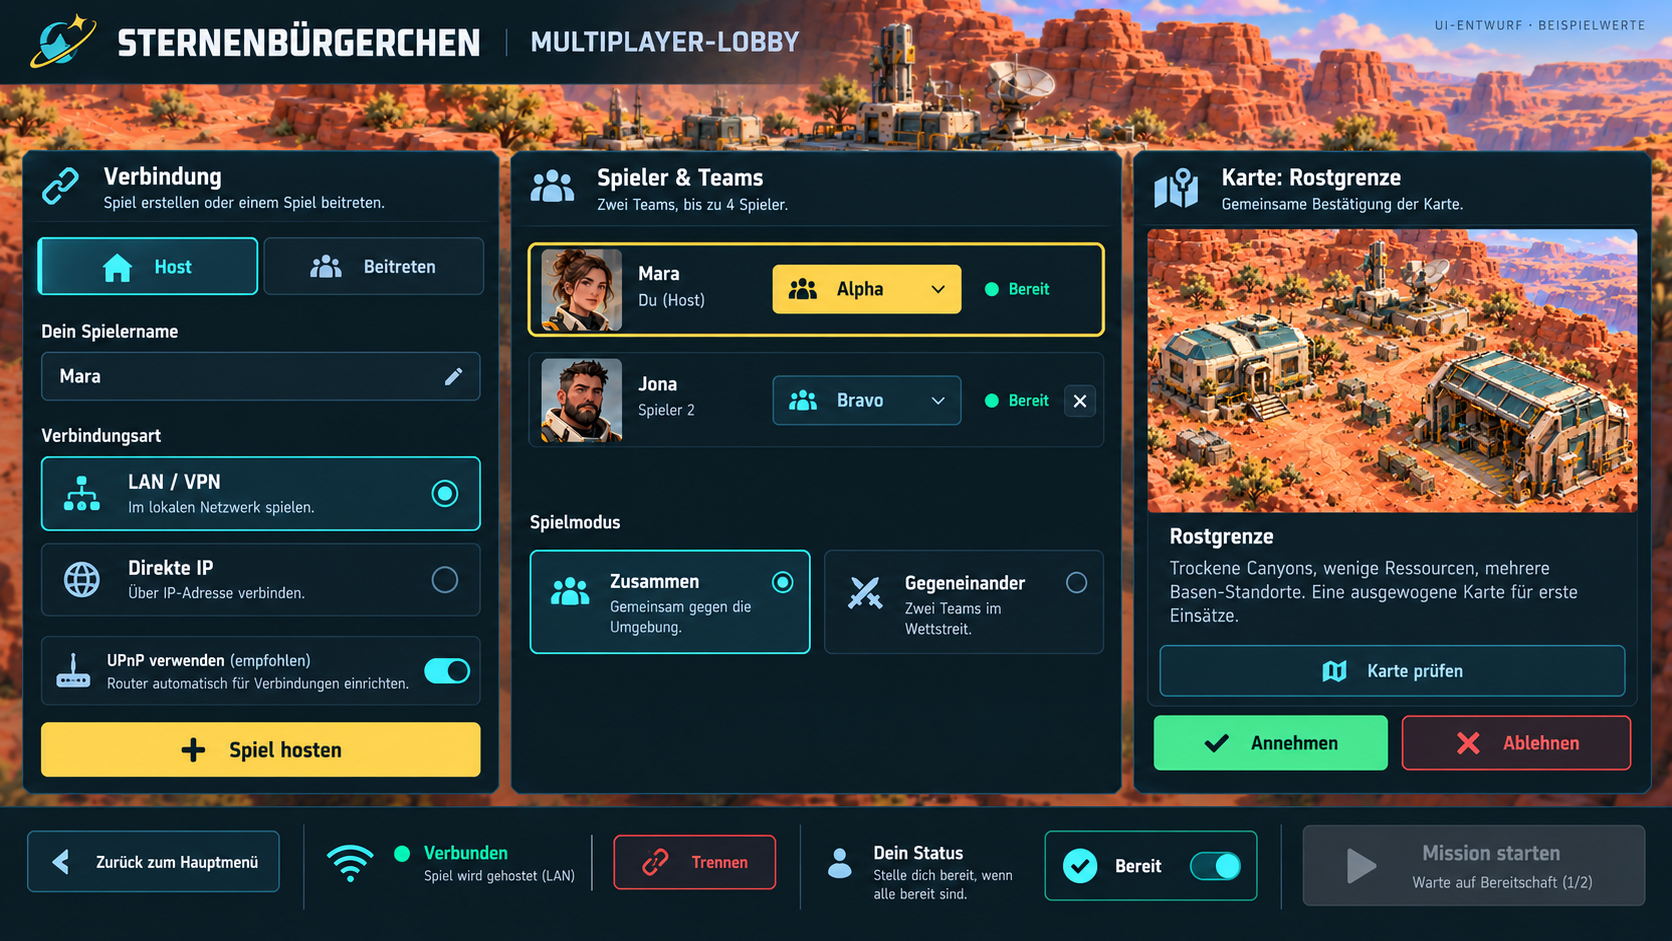 STERNENBÜRGERCHEN
MULTIPLAYER-LOBBY
UI-ENTWURF · BEISPIELWERTE
Verbindung
Spiel erstellen oder einem Spiel beitreten.
Host
Beitreten
Dein Spielername
Mara
Verbindungsart
LAN / VPN
Im lokalen Netzwerk spielen.
Direkte IP
Über IP-Adresse verbinden.
UPnP verwenden (empfohlen)
Router automatisch für Verbindungen einrichten.
Spiel hosten
Spieler & Teams
Zwei Teams, bis zu 4 Spieler.
Mara
Du (Host)
Alpha
Bereit
Jona
Spieler 2
Bravo
Bereit
Spielmodus
Zusammen
Gemeinsam gegen die
Umgebung.
Gegeneinander
Zwei Teams im
Wettstreit.
Karte: Rostgrenze
Gemeinsame Bestätigung der Karte.
Rostgrenze
Trockene Canyons, wenige Ressourcen, mehrere
Basen-Standorte. Eine ausgewogene Karte für erste
Einsätze.
Karte prüfen
Annehmen
Ablehnen
Zurück zum Hauptmenü
Verbunden
Spiel wird gehostet (LAN)
Trennen
Dein Status
Stelle dich bereit, wenn
alle bereit sind.
Bereit
Mission starten
Warte auf Bereitschaft (1/2)